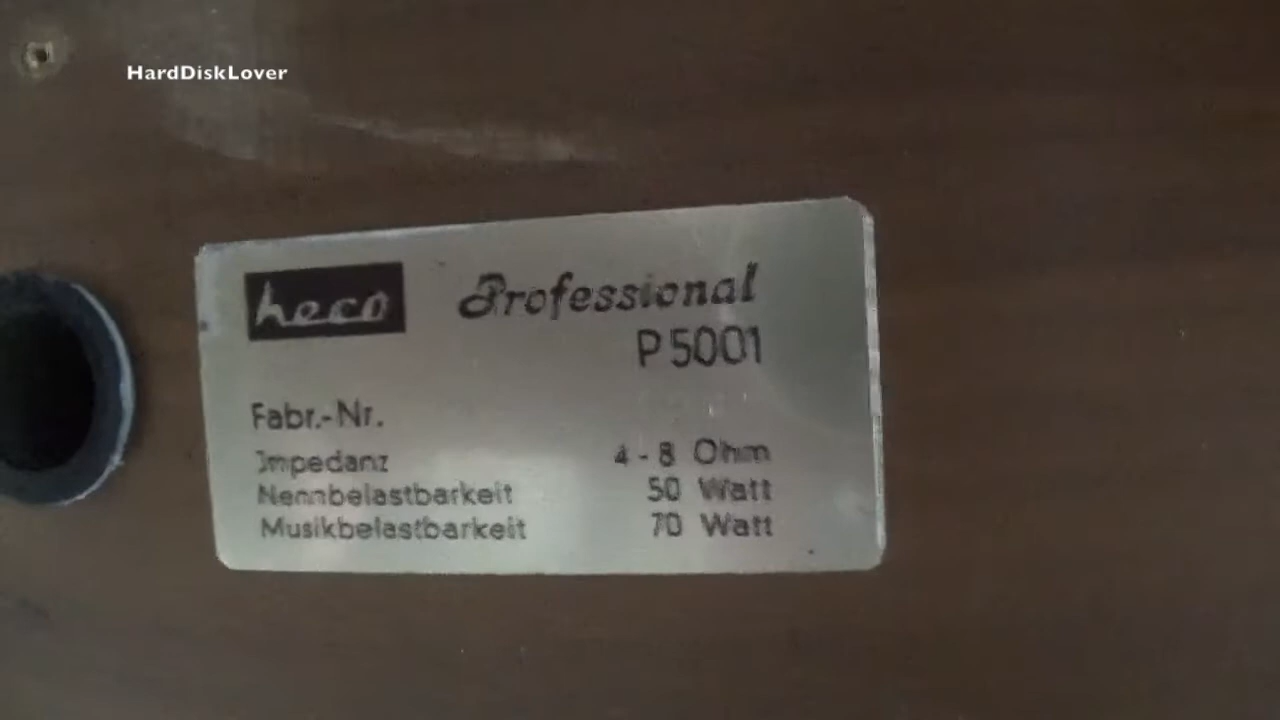 HardDiskLover
heco Professional
P 5001
Fabr.-Nr.
Impedanz 4 - 8 Ohm
Nennbelastbarkeit 50 Watt
Musikbelastbarkeit 70 Watt